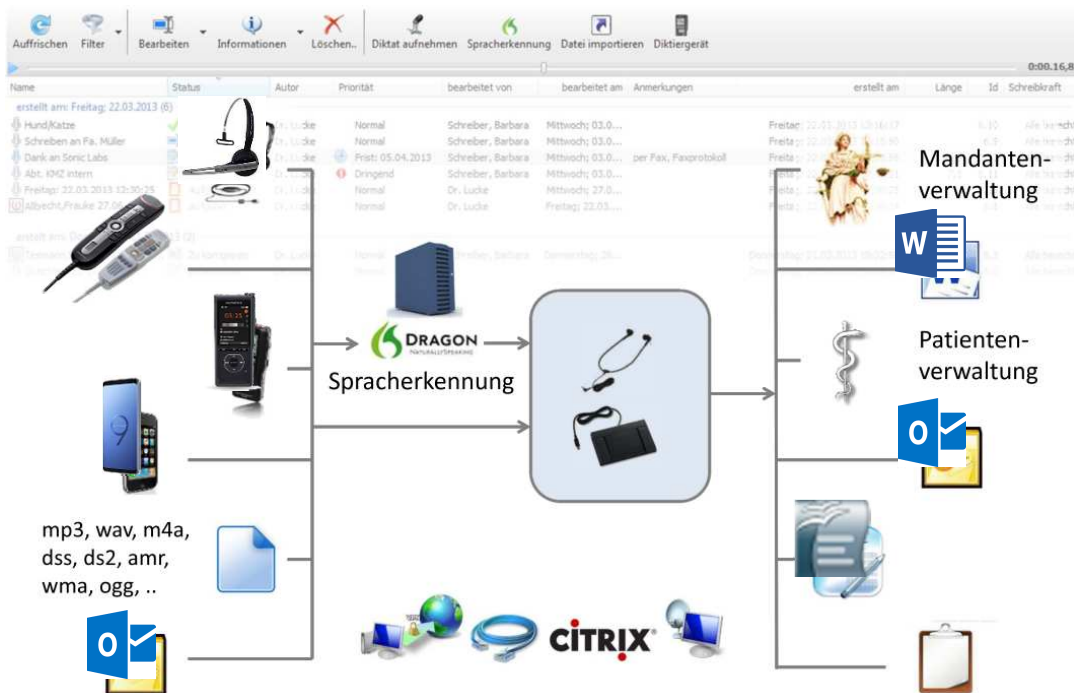 Auffrischen Filter Bearbeiten Informationen Löschen.. Diktat aufnehmen Spracherkennung Datei importieren Diktiergerät
0:00.16,8
Name Status Autor Priorität bearbeitet von bearbeitet am Anmerkungen erstellt am Länge Id Schreibkraft
erstellt am: Freitag; 22.03.2013 (6)
Hund/Katze Normal Schreiber, Barbara Mittwoch; 03.0...
Schreiben an Fa. Müller Normal Schreiber, Barbara Mittwoch; 03.0...
Dank an Sonic Labs Frist: 05.04.2013 Schreiber, Barbara Mittwoch; 03.0... per Fax, Faxprotokoll
Abt. KMZ intern Dringend Schreiber, Barbara Mittwoch; 03.0...
Freitag: 22.03.2013 12:30:25 Normal Dr. Lucke Mittwoch; 27.0...
Albrecht,Frauke 27.06 Normal Dr. Lucke Freitag; 22.03...
Mandanten-
verwaltung
W
DRAGON
NATURALLYSPEAKING
Spracherkennung
Patienten-
verwaltung
O
mp3, wav, m4a,
dss, ds2, amr,
wma, ogg, ..
O
CITRIX®